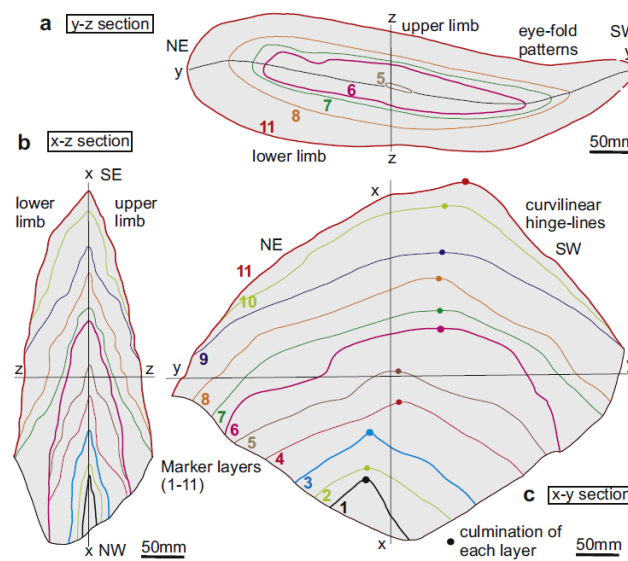 a y-z section
z upper limb
eye-fold
patterns
SW
NE
y
y
5
6
7
8
11
lower limb
z
50mm
b x-z section
x SE
lower
limb
upper
limb
z
z
x NW
50mm
x
curvilinear
hinge-lines
NE
SW
11
10
9
y
8
7
6
5
4
3
2
1
Marker layers
(1-11)
x
c x-y section
culmination of
each layer
50mm